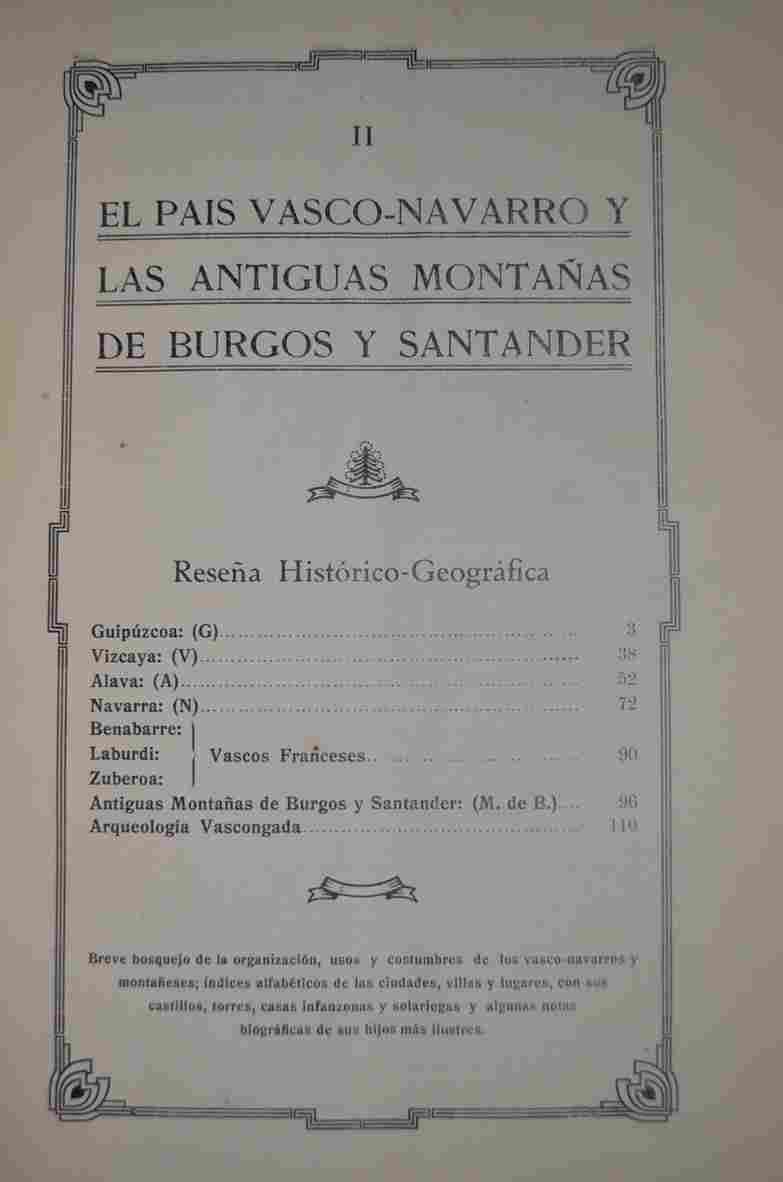 II
EL PAIS VASCO-NAVARRO Y
LAS ANTIGUAS MONTAÑAS
DE BURGOS Y SANTANDER
Reseña Histórico-Geográfica
Guipúzcoa: (G)........ 3
Vizcaya: (V)........ 38
Alava: (A)........ 52
Navarra: (N)........ 72
Benabarre:
Laburdi: Vascos Franceses........ 90
Zuberoa:
Antiguas Montañas de Burgos y Santander: (M. de B.).... 96
Arqueología Vascongada........ 110
Breve bosquejo de la organización, usos y costumbres de los vasco-navarros y
montañeses; índices alfabéticos de las ciudades, villas y lugares, con sus
castillos, torres, casas infanzonas y solariegas y algunas notas
biográficas de sus hijos más ilustres.